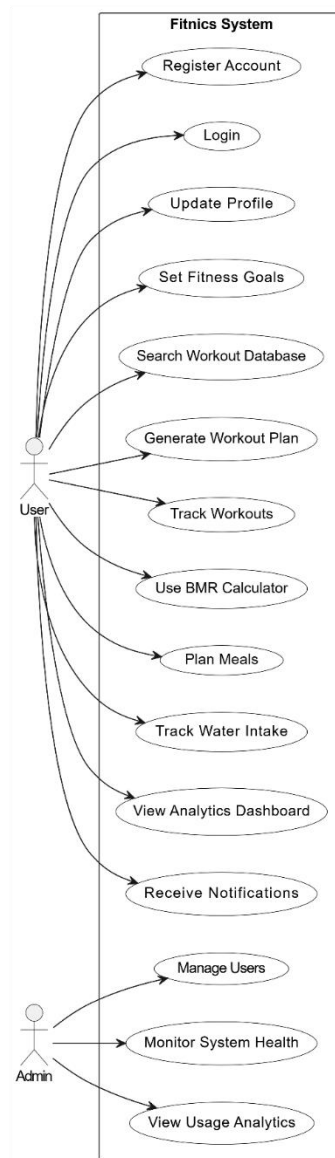 Fitnics System
Register Account
Login
Update Profile
Set Fitness Goals
Search Workout Database
Generate Workout Plan
User
Track Workouts
Use BMR Calculator
Plan Meals
Track Water Intake
View Analytics Dashboard
Receive Notifications
Manage Users
Monitor System Health
Admin
View Usage Analytics